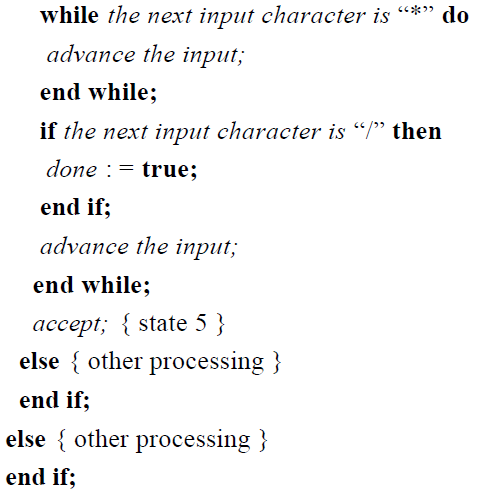 while the next input character is “*” do
advance the input;
end while;
if the next input character is “/” then
done : = true;
end if;
advance the input;
end while;
accept; { state 5 }
else { other processing }
end if;
else { other processing }
end if;